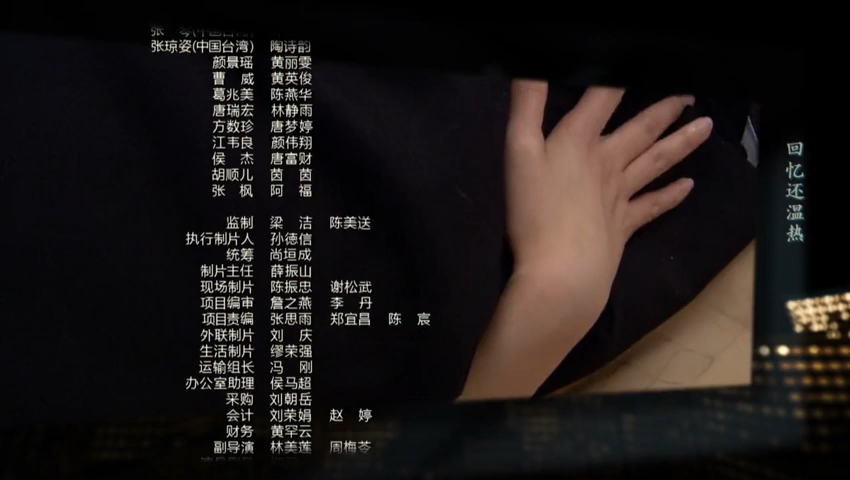 张琼姿(中国台湾) 陶诗韵
颜景瑶 黄丽雯
曹 威 黄英俊
葛兆美 陈燕华
唐瑞宏 林静雨
方数珍 唐梦婷
江韦良 颜伟翔
侯 杰 唐富财
胡顺儿 茵 茵
张 枫 阿 福
监制 梁 洁 陈美送
执行制片人 孙德信
统筹 尚垣成
制片主任 薛振山
现场制片 陈振忠 谢松武
项目编审 詹之燕 李 丹
项目责编 张思雨 郑宜昌 陈 宸
外联制片 刘 庆
生活制片 缪荣强
运输组长 冯 刚
办公室助理 侯马超
采购 刘朝岳
会计 刘荣娟 赵 婷
财务 黄罕云
副导演 林美莲 周梅苓
回忆还温热